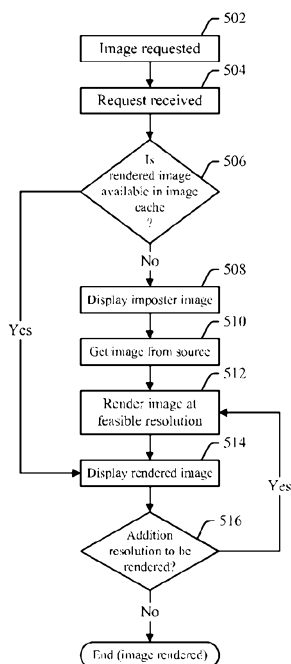 502
Image requested
504
Request received
506
Is
rendered image
available in image
cache
?
No
Yes
508
Display imposter image
510
Get image from source
512
Render image at
feasible resolution
514
Display rendered image
Yes
516
Addition
resolution to be
rendered?
No
End (image rendered)